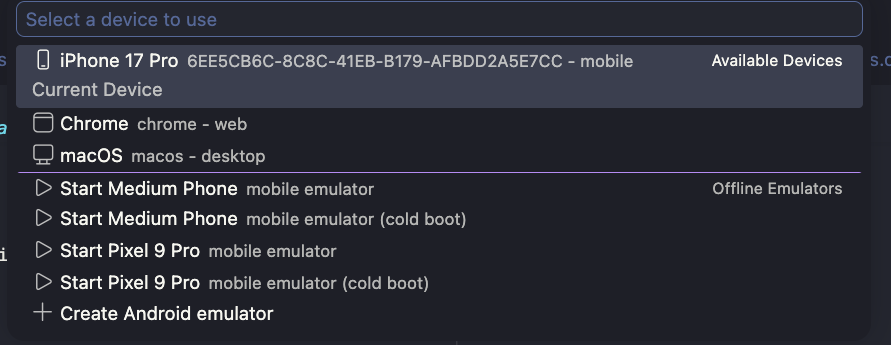 Select a device to use
iPhone 17 Pro 6EE5CB6C-8C8C-41EB-B179-AFBDD2A5E7CC - mobile Available Devices
Current Device
Chrome chrome - web
macOS macos - desktop
Start Medium Phone mobile emulator Offline Emulators
Start Medium Phone mobile emulator (cold boot)
Start Pixel 9 Pro mobile emulator
Start Pixel 9 Pro mobile emulator (cold boot)
Create Android emulator